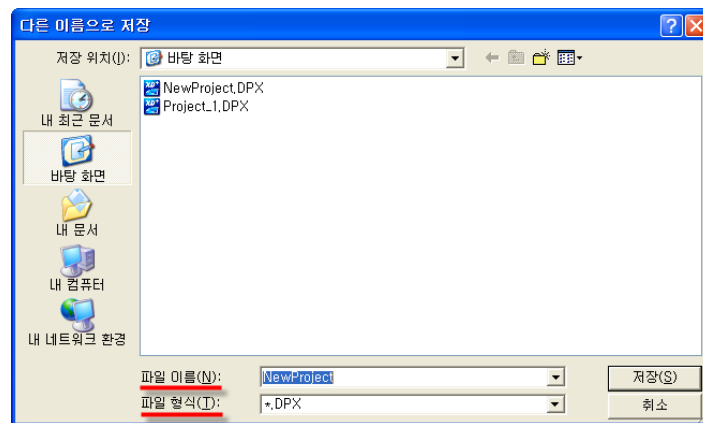 다른 이름으로 저장
저장 위치(I): 바탕 화면
NewProject.DPX
Project_1.DPX
내 최근 문서
바탕 화면
내 문서
내 컴퓨터
내 네트워크 환경
파일 이름(N): NewProject 저장(S)
파일 형식(T): *.DPX 취소